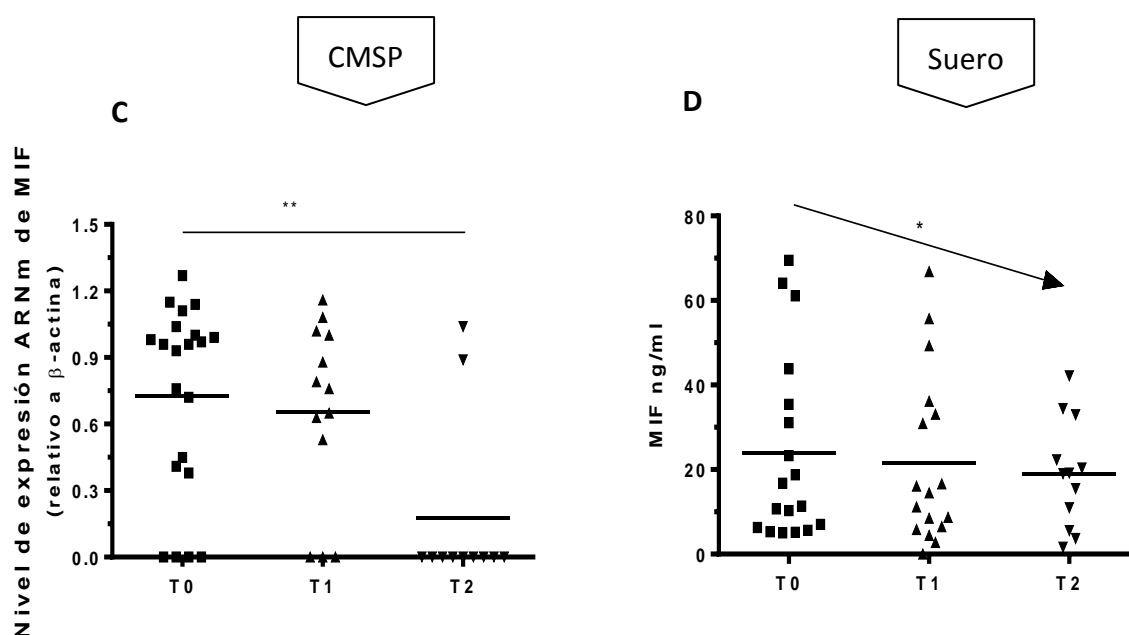 CMSP
Suero
C
D
Nivel de expresión ARNm de MIF
(relativo a β-actina)
**
1.5
1.2
0.9
0.6
0.3
0.0
T0
T1
T2
MIF ng/ml
*
80
60
40
20
0
T0
T1
T2